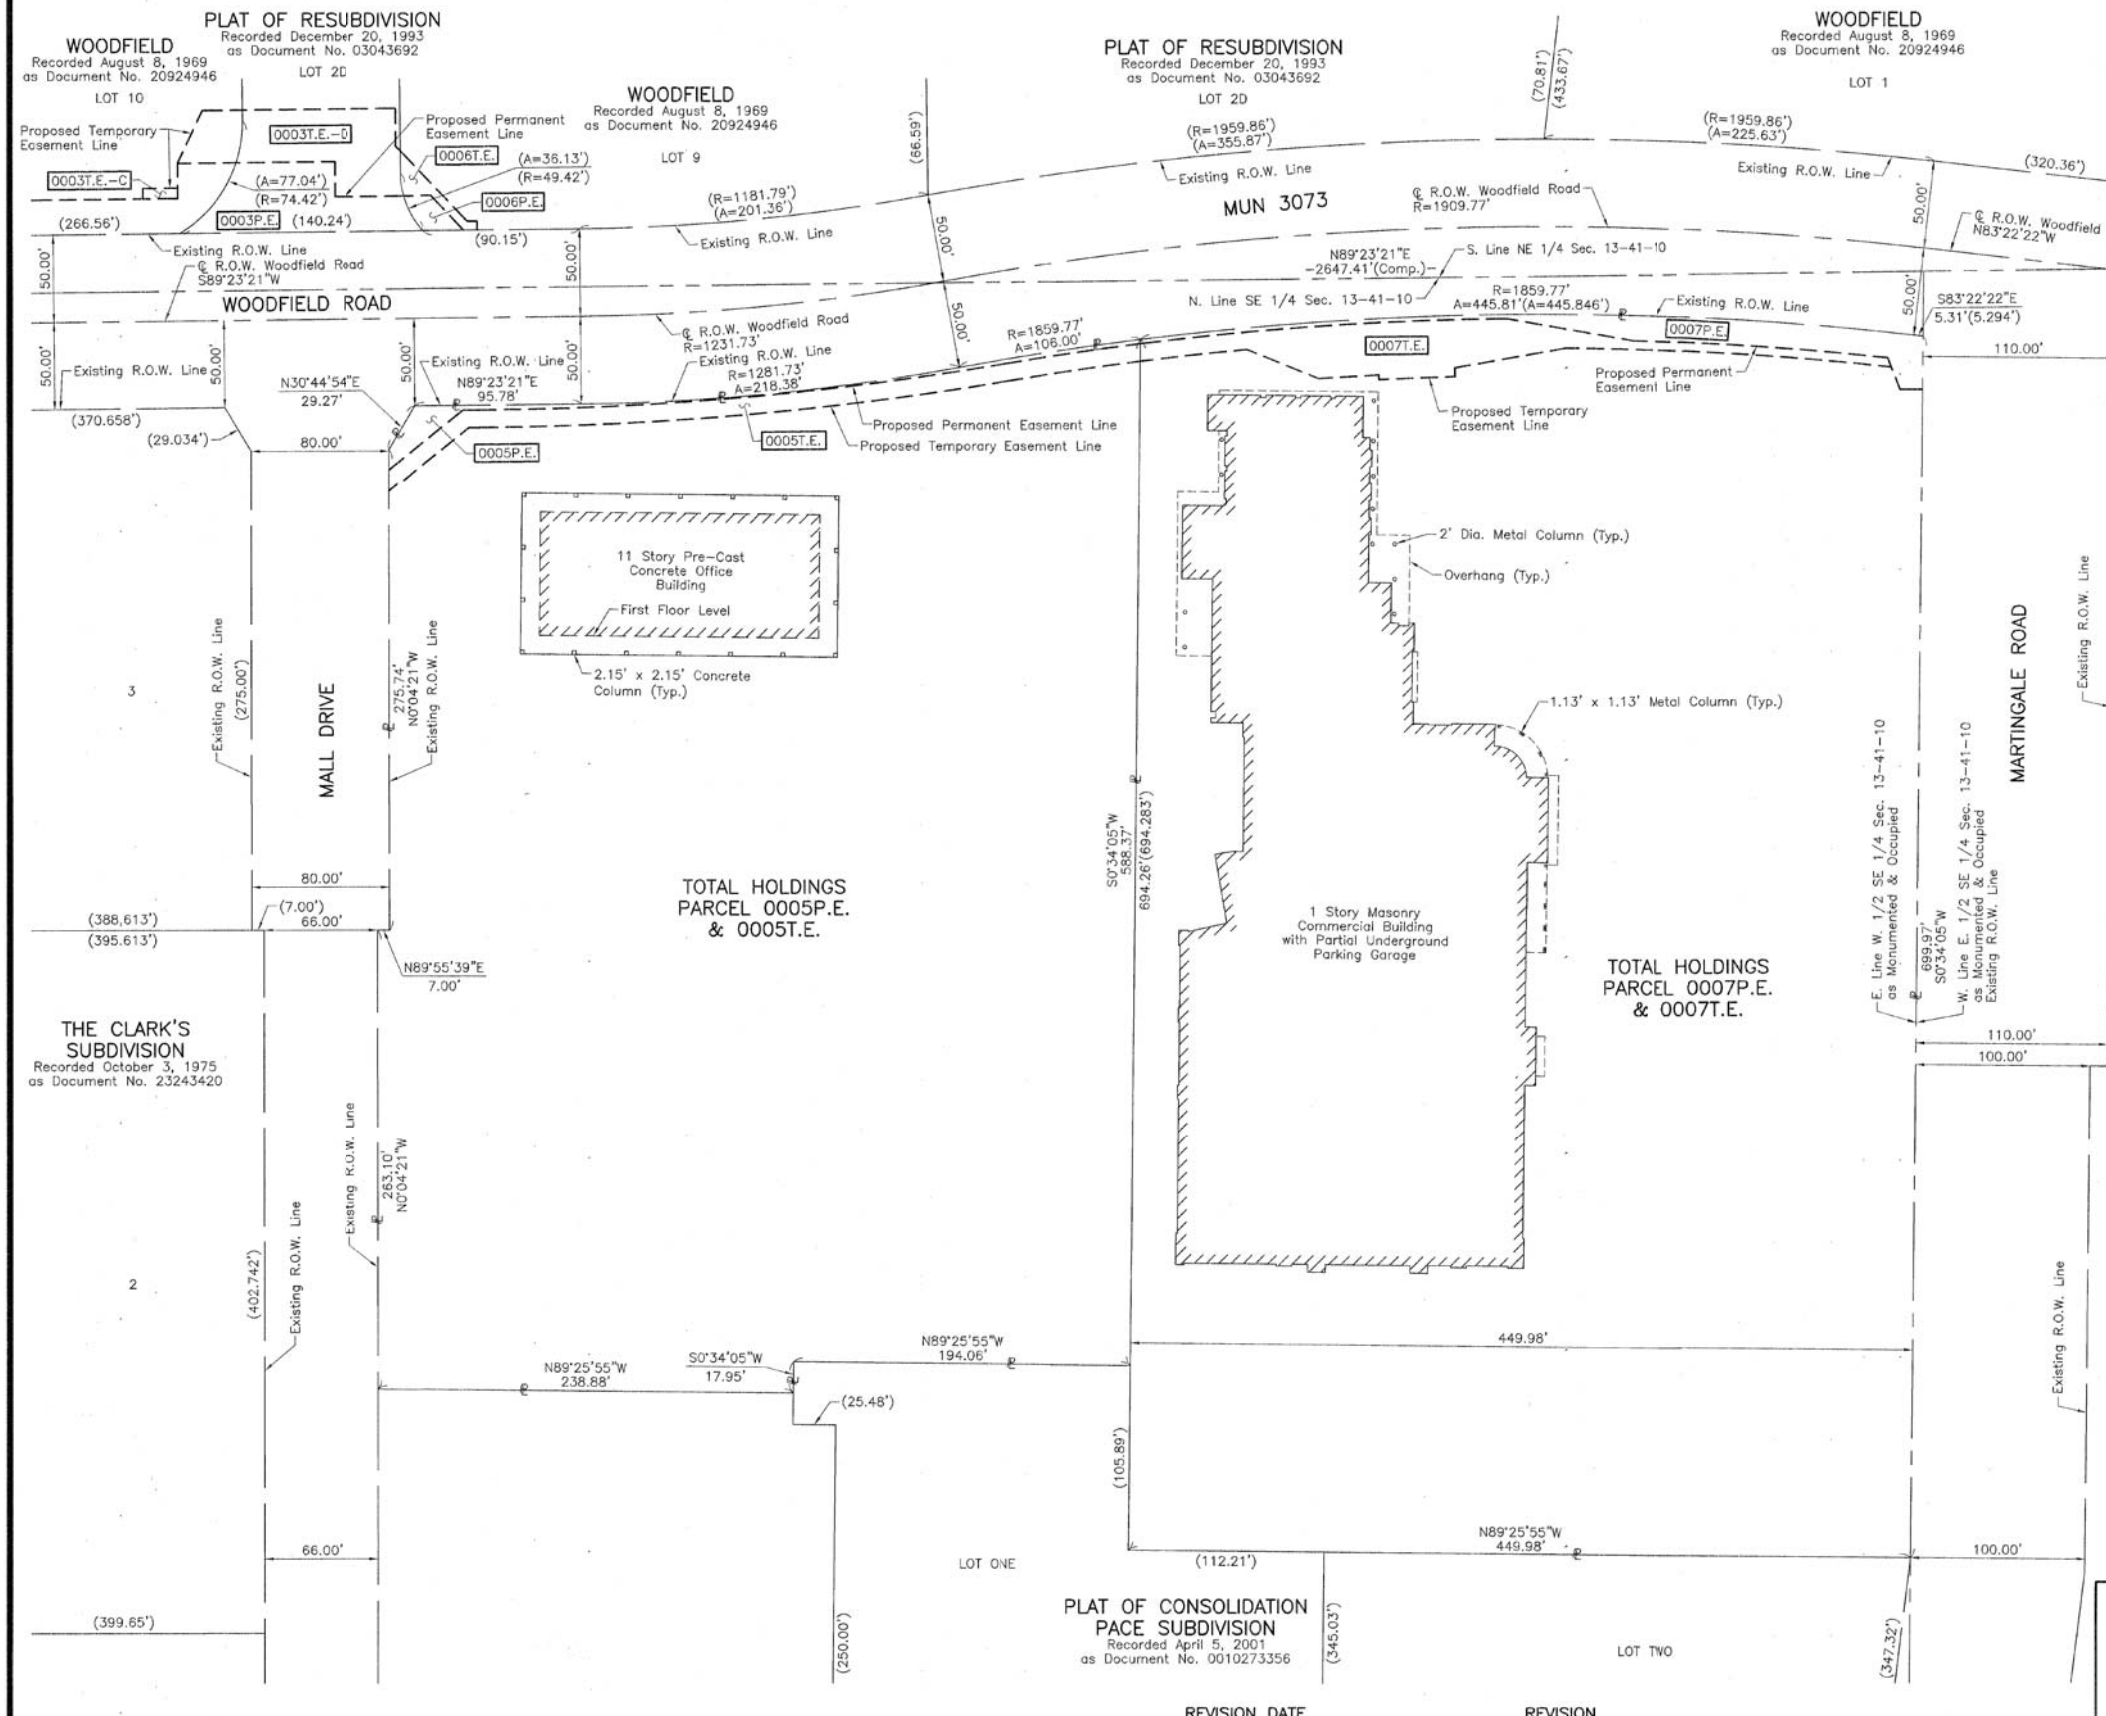 PLAT OF RESUBDIVISION
Recorded December 20, 1993
as Document No. 03043692
LOT 2D
WOODFIELD
Recorded August 8, 1969
as Document No. 20924946
LOT 10
WOODFIELD
Recorded August 8, 1969
as Document No. 20924946
LOT 9
PLAT OF RESUBDIVISION
Recorded December 20, 1993
as Document No. 03043692
LOT 2D
WOODFIELD
Recorded August 8, 1969
as Document No. 20924946
LOT 1
Proposed Temporary
Easement Line
0003T.E.-D
Proposed Permanent
Easement Line
0006T.E.
(A=36.13')
(R=49.42')
0003T.E.-C
(A=77.04')
(R=74.42')
0006P.E.
0003P.E.
(140.24')
(266.56')
(90.15')
(66.59')
(R=1181.79')
(A=201.36')
Existing R.O.W. Line
(R=1959.86')
(A=355.87')
Existing R.O.W. Line
(70.81')
(433.67')
(R=1959.86')
(A=225.63')
Existing R.O.W. Line
(320.36')
MUN 3073
℄ R.O.W. Woodfield Road
R=1909.77'
50.00'
℄ R.O.W. Woodfield
N83°22'22"W
Existing R.O.W. Line
℄ R.O.W. Woodfield Road
S89°23'21"W
50.00'
50.00'
50.00'
N89°23'21"E
2647.41'(Comp.)
S. Line NE 1/4 Sec. 13-41-10
N. Line SE 1/4 Sec. 13-41-10
R=1859.77'
A=445.81'(A=445.846')
Existing R.O.W. Line
50.00'
S83°22'22"E
5.31'(5.294')
WOODFIELD ROAD
℄ R.O.W. Woodfield Road
R=1231.73'
50.00'
R=1859.77'
A=106.00'
0007P.E.
0007T.E.
110.00'
50.00'
50.00'
50.00'
50.00'
Existing R.O.W. Line
Existing R.O.W. Line
Existing R.O.W. Line
R=1281.73'
A=218.38'
N30°44'54"E
29.27'
N89°23'21"E
95.78'
Proposed Permanent
Easement Line
Proposed Temporary
Easement Line
(370.658')
(29.034')
80.00'
0005P.E.
0005T.E.
Proposed Permanent Easement Line
Proposed Temporary Easement Line
11 Story Pre-Cast
Concrete Office
Building
First Floor Level
2.15' x 2.15' Concrete
Column (Typ.)
2' Dia. Metal Column (Typ.)
Overhang (Typ.)
1.13' x 1.13' Metal Column (Typ.)
Existing R.O.W. Line
MARTINGALE ROAD
3
Existing R.O.W. Line
(275.00')
MALL DRIVE
275.74'
N0°04'21"W
Existing R.O.W. Line
S0°34'05"W
588.37'
694.26'(694.283')
E. Line W. 1/2 SE 1/4 Sec. 13-41-10
as Monumented & Occupied
699.97'
S0°34'05"W
W. Line E. 1/2 SE 1/4 Sec. 13-41-10
as Monumented & Occupied
Existing R.O.W. Line
80.00'
(7.00')
66.00'
(388.613')
(395.613')
N89°55'39"E
7.00'
TOTAL HOLDINGS
PARCEL 0005P.E.
& 0005T.E.
1 Story Masonry
Commercial Building
with Partial Underground
Parking Garage
TOTAL HOLDINGS
PARCEL 0007P.E.
& 0007T.E.
110.00'
100.00'
THE CLARK'S
SUBDIVISION
Recorded October 3, 1975
as Document No. 23243420
Existing R.O.W. Line
263.10'
N0°04'21"W
2
(402.742')
Existing R.O.W. Line
Existing R.O.W. Line
N89°25'55"W
238.88'
S0°34'05"W
17.95'
N89°25'55"W
194.06'
449.98'
(25.48')
(105.89')
66.00'
LOT ONE
(112.21')
N89°25'55"W
449.98'
100.00'
(399.65')
(250.00')
PLAT OF CONSOLIDATION
PACE SUBDIVISION
Recorded April 5, 2001
as Document No. 0010273356
(345.03')
LOT TWO
(347.32')
REVISION DATE
REVISION